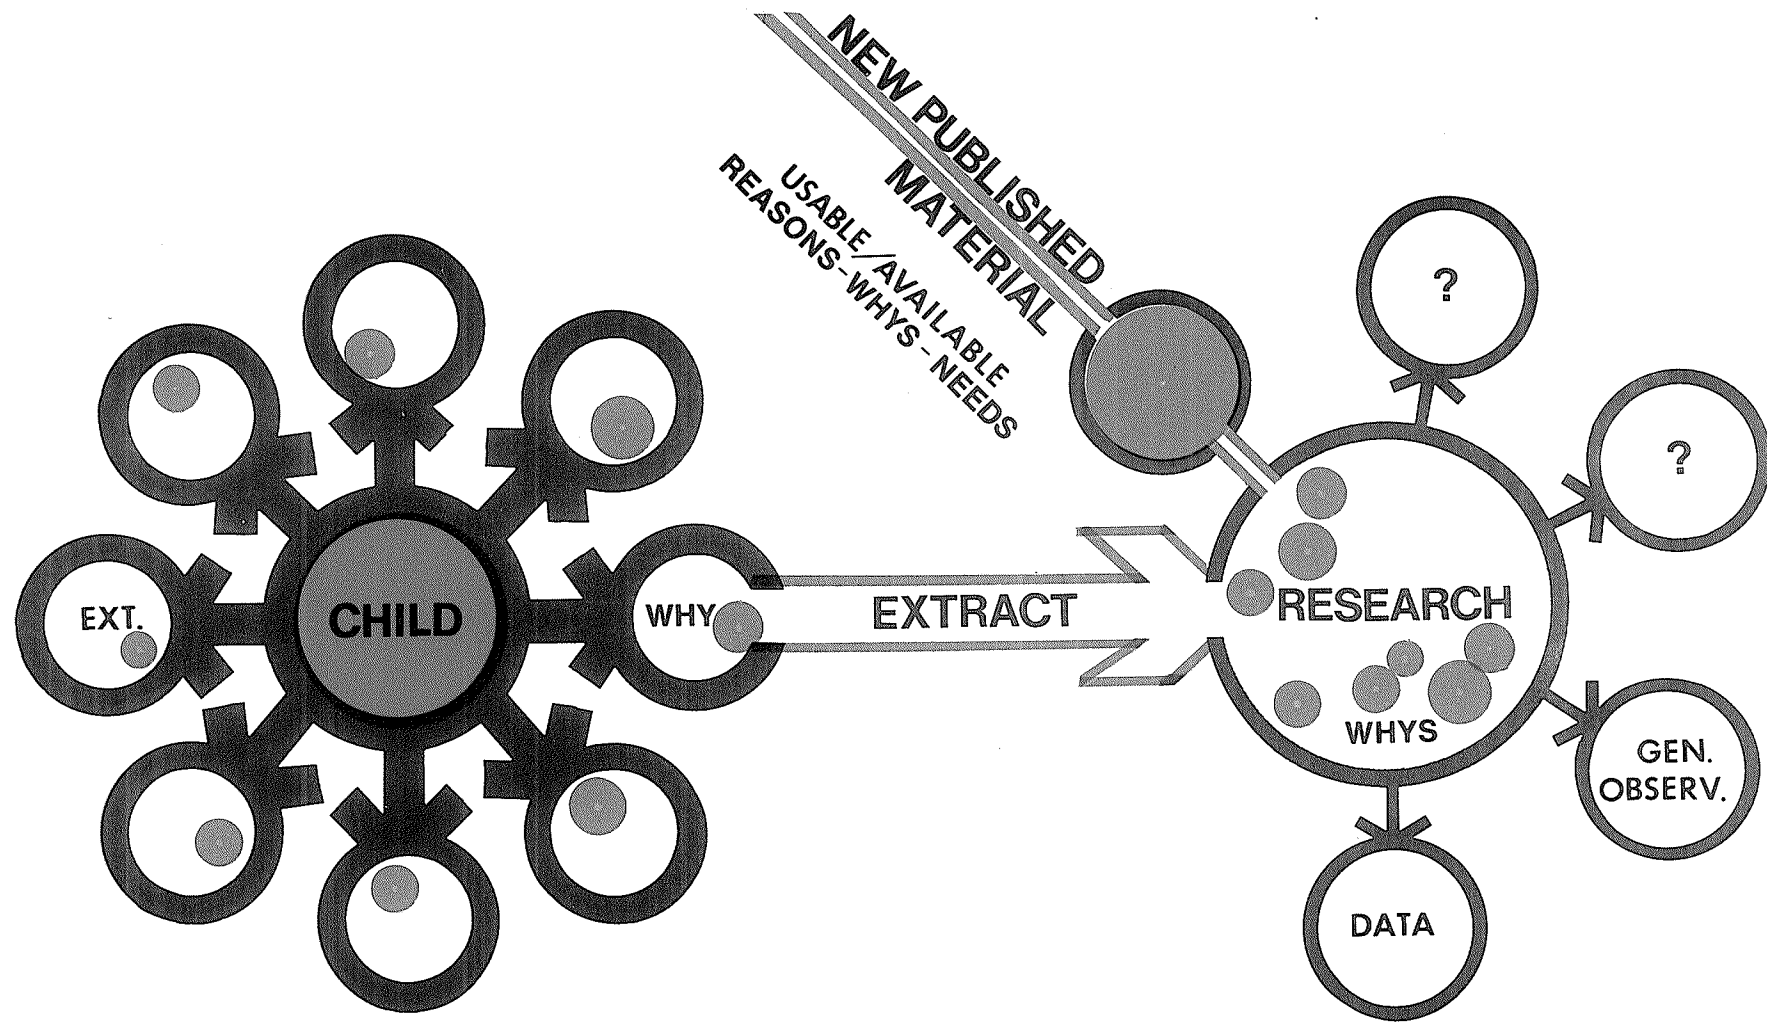 NEW PUBLISHED
MATERIAL
USABLE/AVAILABLE
REASONS-WHYS-NEEDS
?
?
EXT.
CHILD
WHY
EXTRACT
RESEARCH
WHYS
GEN.
OBSERV.
DATA